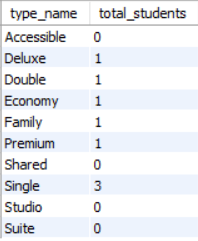 type_name total_students
Accessible 0
Deluxe 1
Double 1
Economy 1
Family 1
Premium 1
Shared 0
Single 3
Studio 0
Suite 0